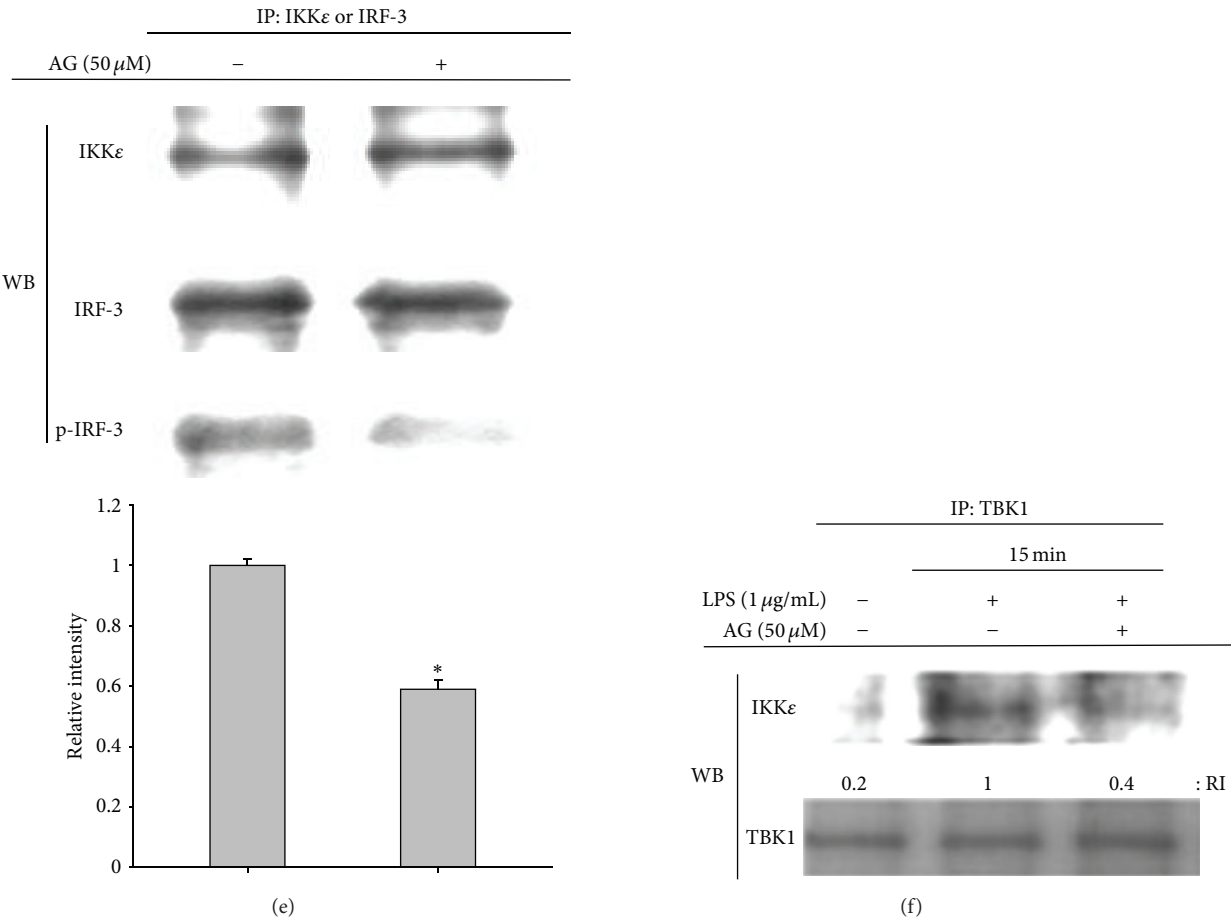 IP: IKKε or IRF-3
AG (50 μM) − +
IKKε
WB
IRF-3
p-IRF-3
1.2
1
0.8
0.6
0.4
0.2
0
Relative intensity
*
(e)
IP: TBK1
15 min
LPS (1 μg/mL) − + +
AG (50 μM) − − +
IKKε
WB
0.2 1 0.4 : RI
TBK1
(f)